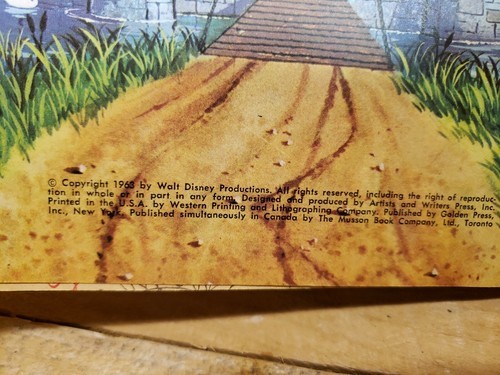 © Copyright 1963 by Walt Disney Productions. All rights reserved, including the right of reproduc-
tion in whole or in part in any form. Designed and produced by Artists and Writers Press, Inc.
Printed in the U.S.A. by Western Printing and Lithographing Company. Published by Golden Press,
Inc., New York. Published simultaneously in Canada by The Musson Book Company, Ltd., Toronto